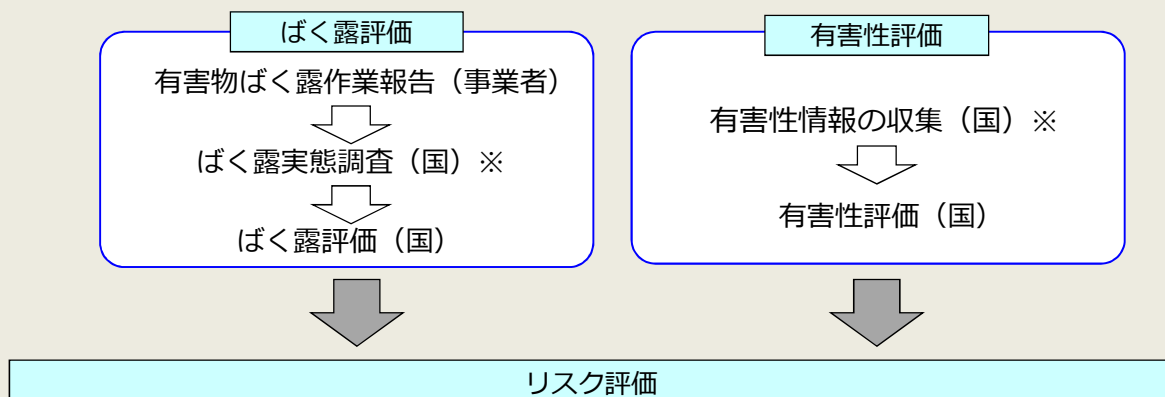 ばく露評価
有害物ばく露作業報告（事業者）
ばく露実態調査（国）※
ばく露評価（国）
有害性評価
有害性情報の収集（国）※
有害性評価（国）
リスク評価